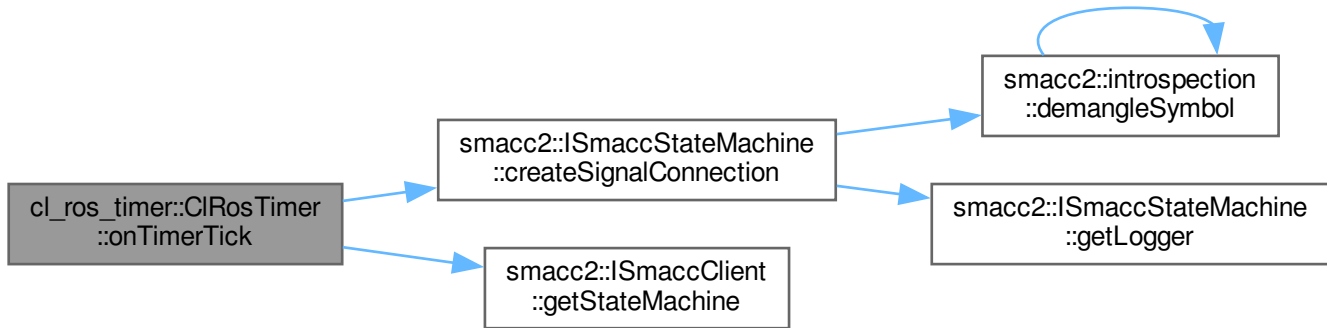 cl_ros_timer::ClRosTimer
::onTimerTick
smacc2::ISmaccStateMachine
::createSignalConnection
smacc2::ISmaccClient
::getStateMachine
smacc2::introspection
::demangleSymbol
smacc2::ISmaccStateMachine
::getLogger